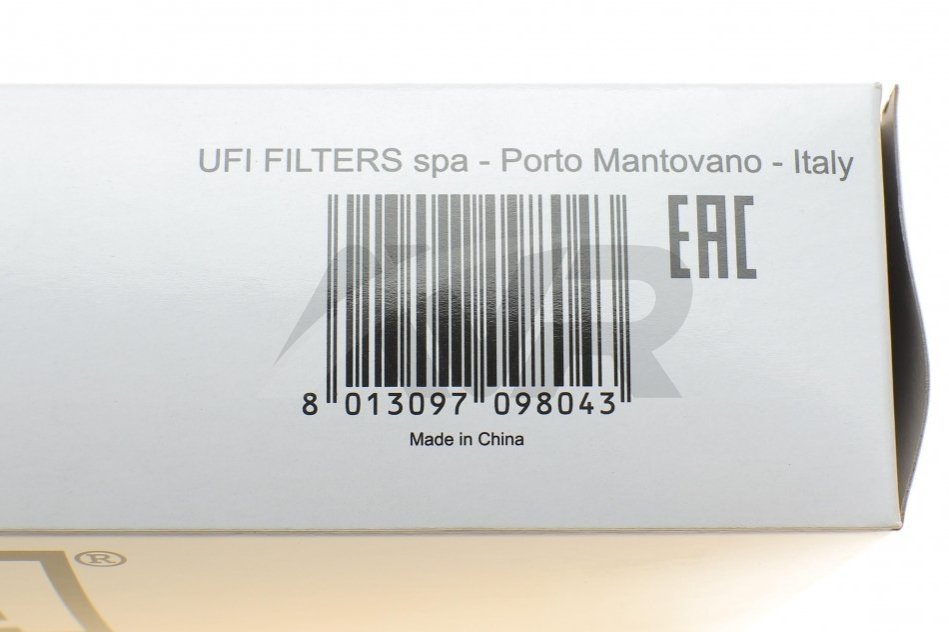 UFI FILTERS spa - Porto Mantovano - Italy
EAC
8 013097 098043
Made in China
®